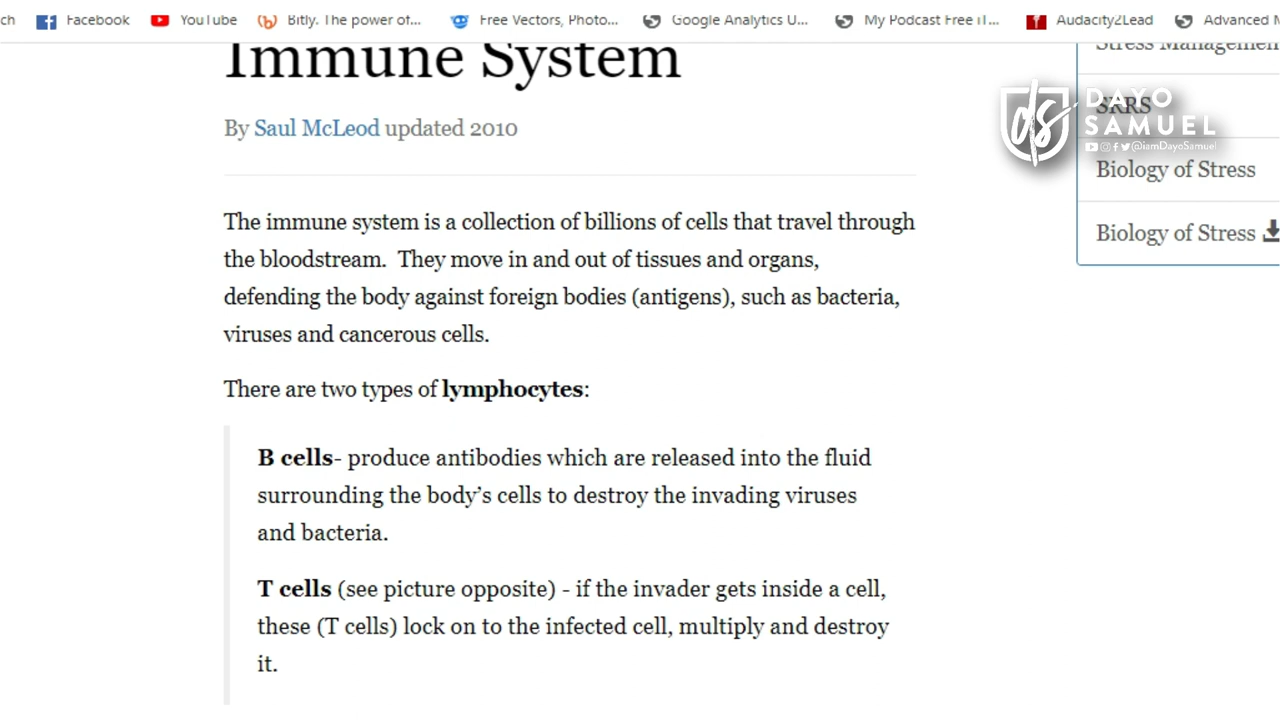 ch Facebook YouTube Bitly. The power of... Free Vectors, Photo... Google Analytics U... My Podcast Free iT... Audacity2Lead Advanced M
Immune System
By Saul McLeod updated 2010
The immune system is a collection of billions of cells that travel through
the bloodstream. They move in and out of tissues and organs,
defending the body against foreign bodies (antigens), such as bacteria,
viruses and cancerous cells.
There are two types of lymphocytes:
B cells- produce antibodies which are released into the fluid
surrounding the body's cells to destroy the invading viruses
and bacteria.
T cells (see picture opposite) - if the invader gets inside a cell,
these (T cells) lock on to the infected cell, multiply and destroy
it.
Stress Managemen
SRRS
Biology of Stress
Biology of Stress
ds DAYO
SAMUEL
@iamDayoSamuel